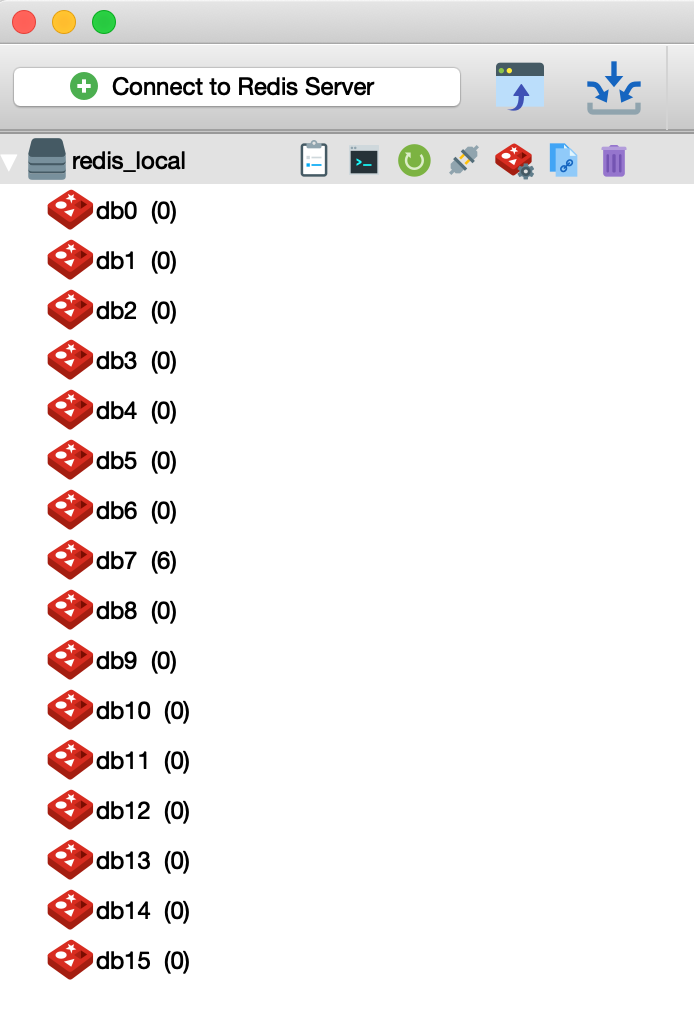 Connect to Redis Server
redis_local
db0 (0)
db1 (0)
db2 (0)
db3 (0)
db4 (0)
db5 (0)
db6 (0)
db7 (6)
db8 (0)
db9 (0)
db10 (0)
db11 (0)
db12 (0)
db13 (0)
db14 (0)
db15 (0)